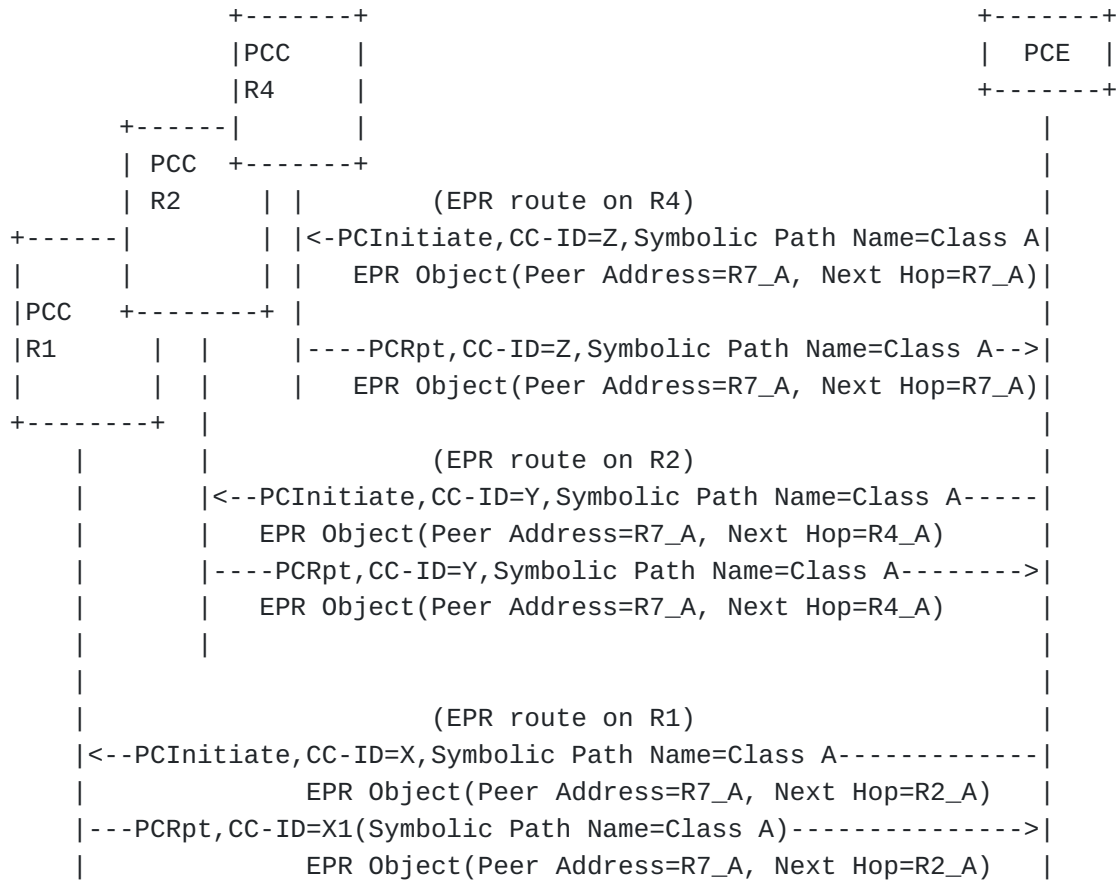 +-------+                                +-------+
|PCC    |                                |  PCE  |
|R4     |                                +-------+
+------|       |                                    |
| PCC  +-------+                                    |
| R2     | |        (EPR route on R4)               |
+------|        | |<-PCInitiate,CC-ID=Z,Symbolic Path Name=Class A|
|      |        | |   EPR Object(Peer Address=R7_A, Next Hop=R7_A)|
|PCC   +--------+ |                                               |
|R1       |  |    |----PCRpt,CC-ID=Z,Symbolic Path Name=Class A-->|
|         |  |    |   EPR Object(Peer Address=R7_A, Next Hop=R7_A)|
+--------+  |                                                     |
|       |              (EPR route on R2)                     |
|       |<--PCInitiate,CC-ID=Y,Symbolic Path Name=Class A-----|
|       |   EPR Object(Peer Address=R7_A, Next Hop=R4_A)      |
|       |----PCRpt,CC-ID=Y,Symbolic Path Name=Class A-------->|
|       |   EPR Object(Peer Address=R7_A, Next Hop=R4_A)      |
|       |                                                     |
|                                                             |
|                      (EPR route on R1)                      |
|<--PCInitiate,CC-ID=X,Symbolic Path Name=Class A-------------|
|              EPR Object(Peer Address=R7_A, Next Hop=R2_A)   |
|---PCRpt,CC-ID=X1(Symbolic Path Name=Class A)--------------->|
|              EPR Object(Peer Address=R7_A, Next Hop=R2_A)   |